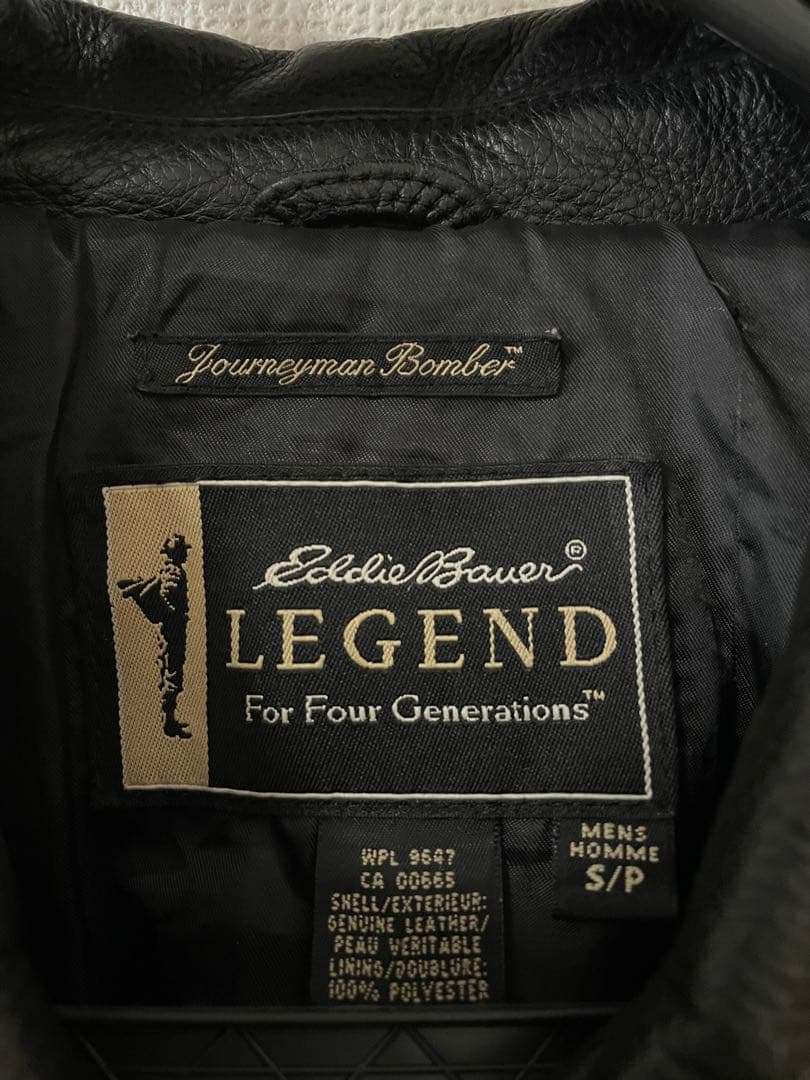 Journeyman Bomber™
Eddie Bauer®
LEGEND
For Four Generations™
WPL 9647
CA 00665
SHELL/EXTERIEUR:
GENUINE LEATHER/
PEAU VERITABLE
LINING/DOUBLURE:
100% POLYESTER
MENS
HOMME
S/P